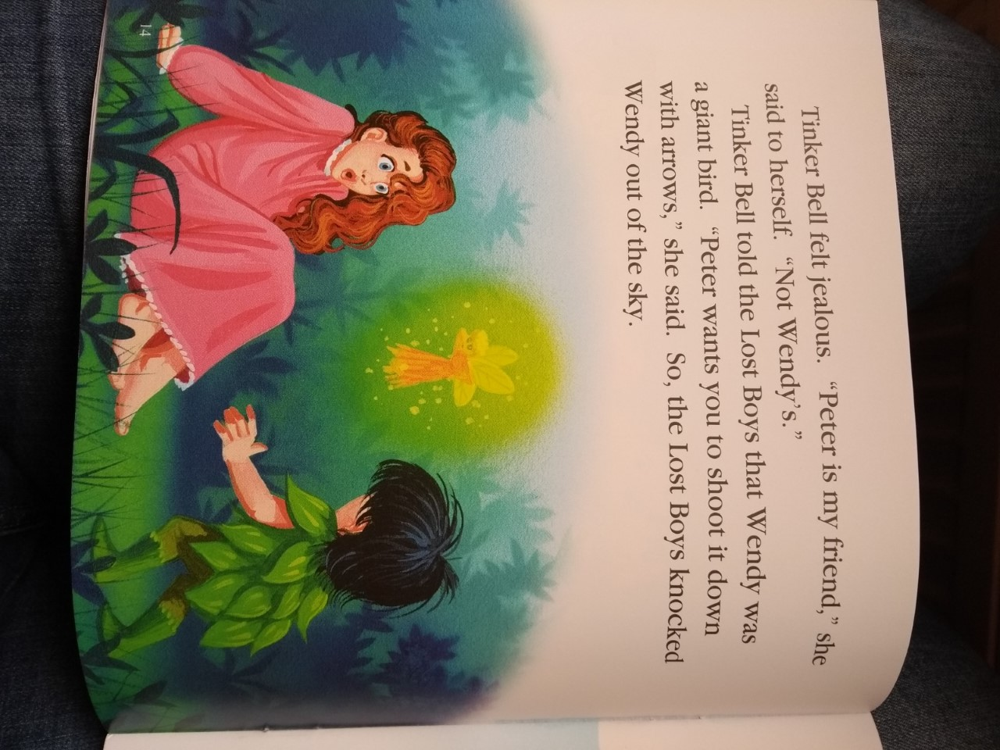 Tinker Bell felt jealous. “Peter is my friend,” she
said to herself. “Not Wendy’s.”
Tinker Bell told the Lost Boys that Wendy was
a giant bird. “Peter wants you to shoot it down
with arrows,” she said. So, the Lost Boys knocked
Wendy out of the sky.
14